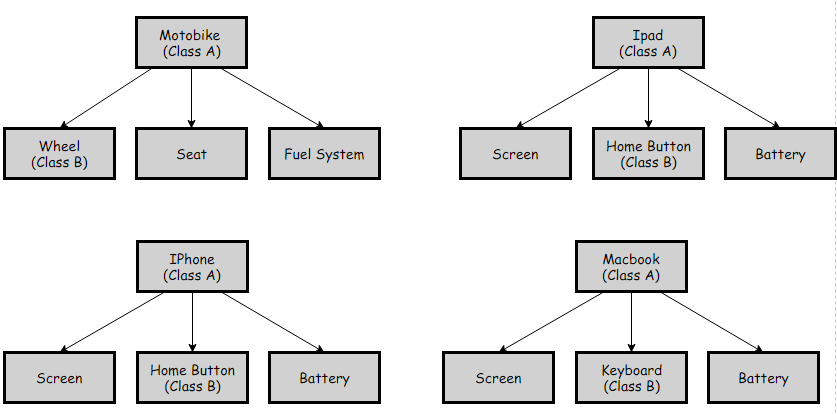 Motobike
(Class A)
Ipad
(Class A)
Wheel
(Class B)
Seat
Fuel System
Screen
Home Button
(Class B)
Battery
IPhone
(Class A)
Macbook
(Class A)
Screen
Home Button
(Class B)
Battery
Screen
Keyboard
(Class B)
Battery